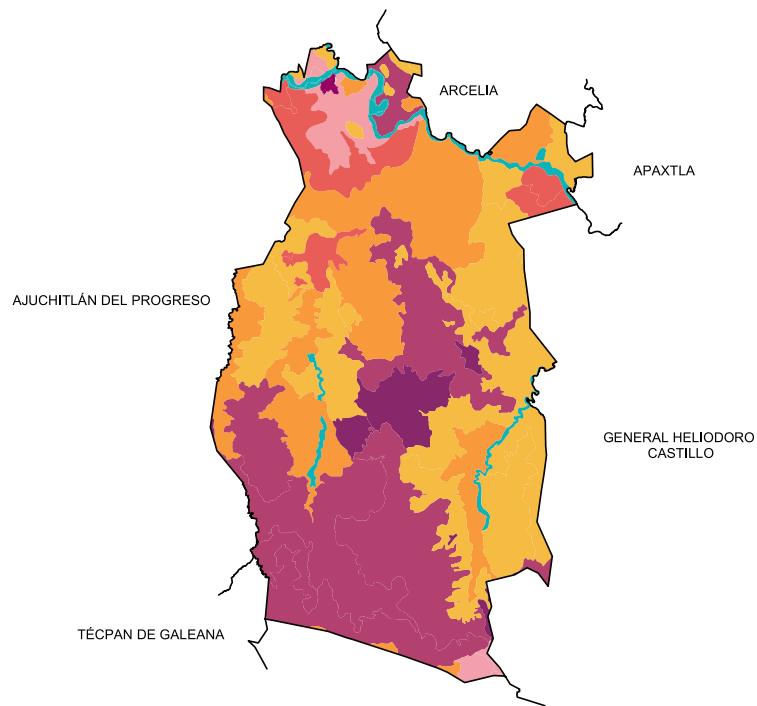 ARCELIA
APAXTLA
AJUCHITLÁN DEL PROGRESO
GENERAL HELIODORO
CASTILLO
TÉCPAN DE GALEANA